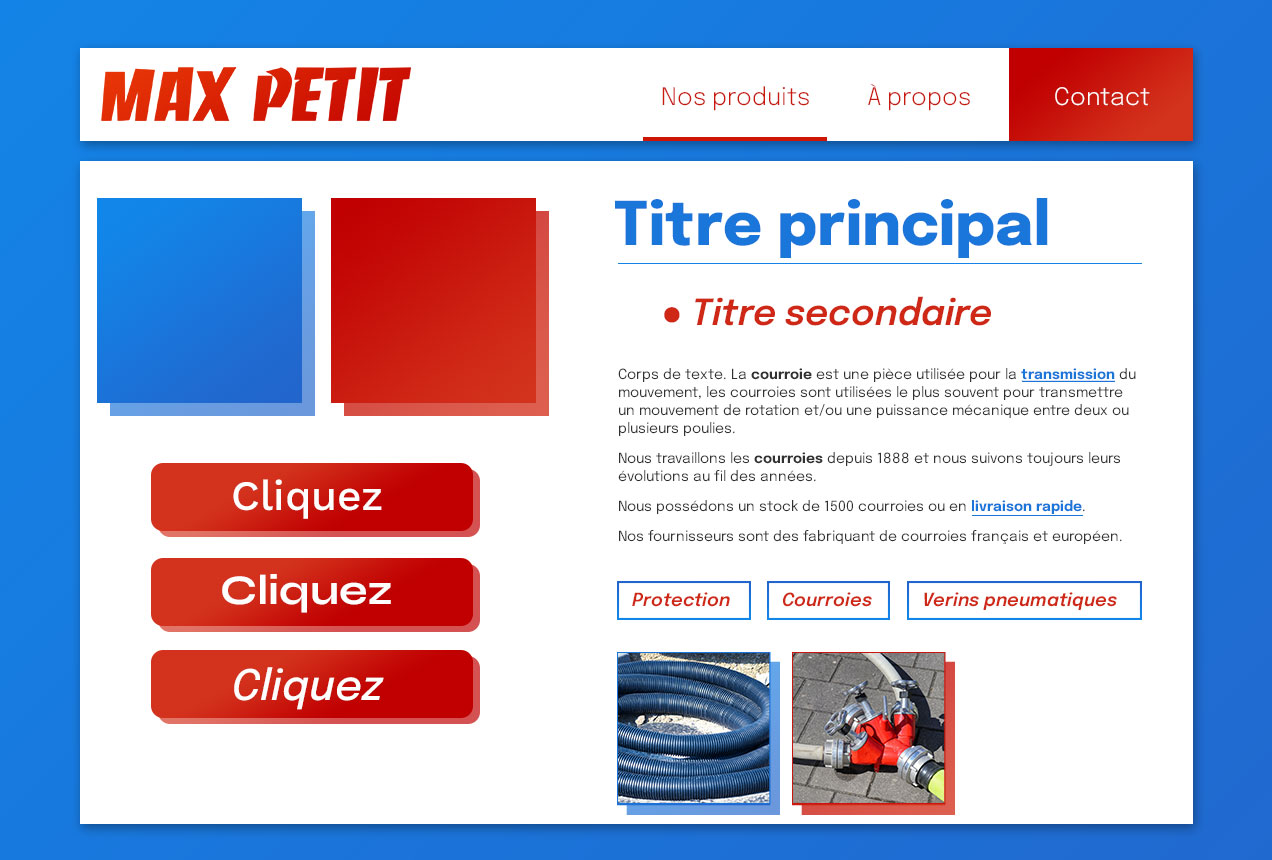 MAX PETIT
Nos produits
À propos
Contact
Titre principal
• Titre secondaire
Corps de texte. La courroie est une pièce utilisée pour la transmission du
mouvement, les courroies sont utilisées le plus souvent pour transmettre
un mouvement de rotation et/ou une puissance mécanique entre deux ou
plusieurs poulies.
Nous travaillons les courroies depuis 1888 et nous suivons toujours leurs
évolutions au fil des années.
Nous possédons un stock de 1500 courroies ou en livraison rapide.
Nos fournisseurs sont des fabriquant de courroies français et européen.
Cliquez
Cliquez
Cliquez
Protection
Courroies
Verins pneumatiques